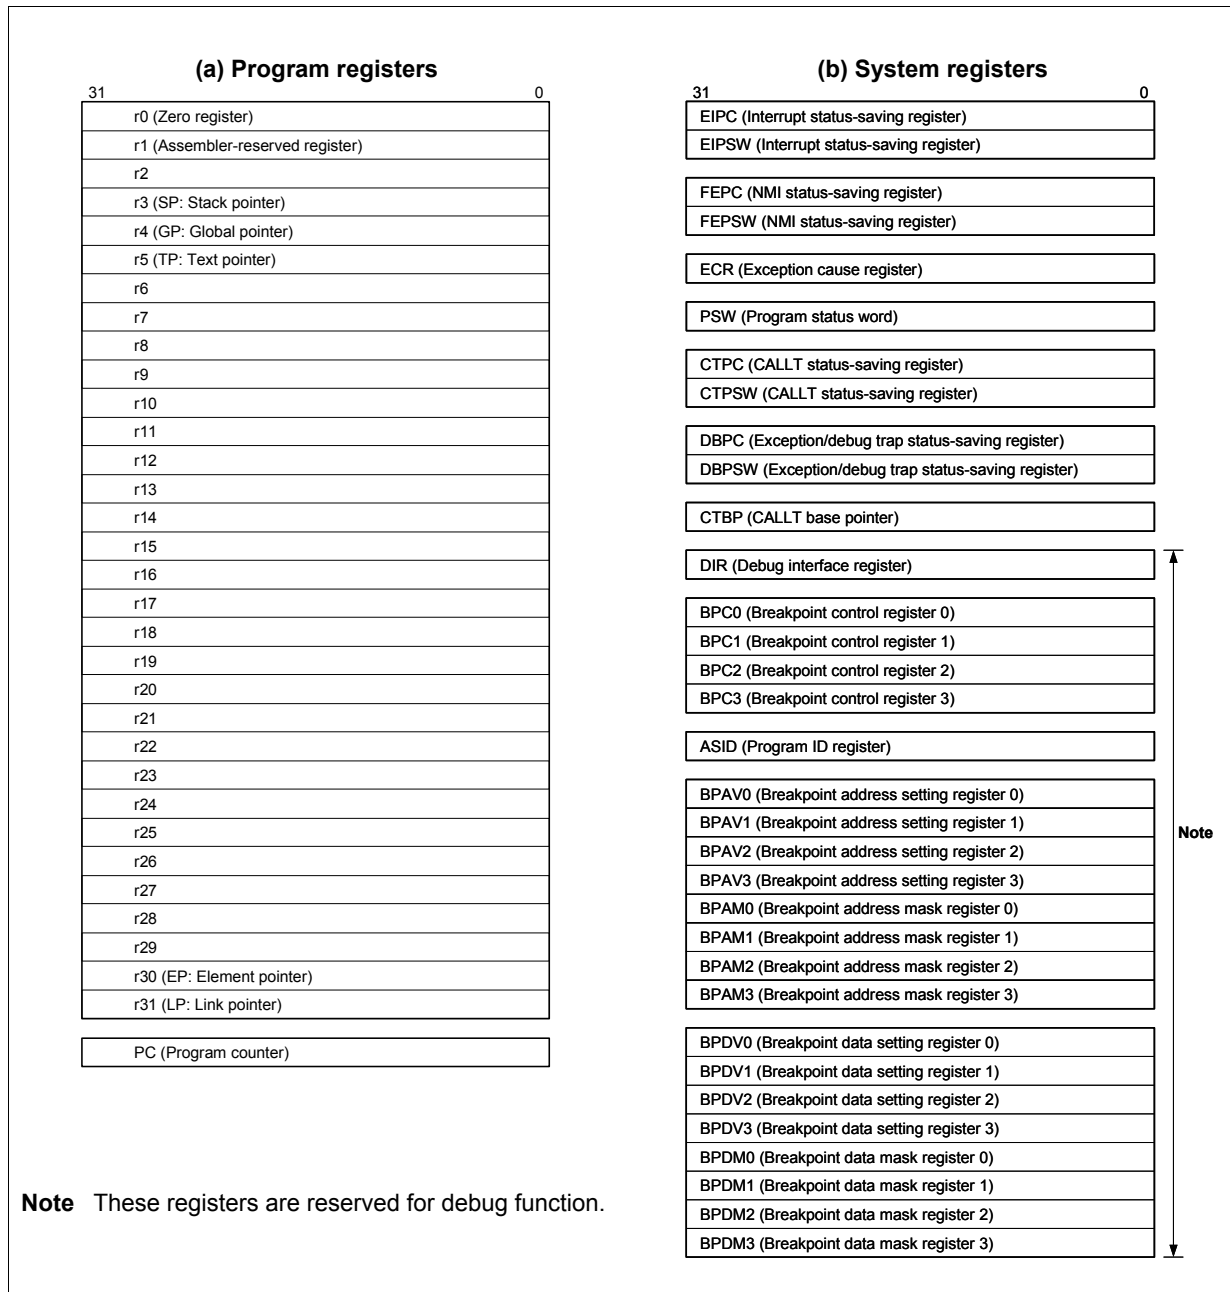 (a) Program registers
31 0
r0 (Zero register)
r1 (Assembler-reserved register)
r2
r3 (SP: Stack pointer)
r4 (GP: Global pointer)
r5 (TP: Text pointer)
r6
r7
r8
r9
r10
r11
r12
r13
r14
r15
r16
r17
r18
r19
r20
r21
r22
r23
r24
r25
r26
r27
r28
r29
r30 (EP: Element pointer)
r31 (LP: Link pointer)
PC (Program counter)
(b) System registers
31 0
EIPC (Interrupt status-saving register)
EIPSW (Interrupt status-saving register)
FEPC (NMI status-saving register)
FEPSW (NMI status-saving register)
ECR (Exception cause register)
PSW (Program status word)
CTPC (CALLT status-saving register)
CTPSW (CALLT status-saving register)
DBPC (Exception/debug trap status-saving register)
DBPSW (Exception/debug trap status-saving register)
CTBP (CALLT base pointer)
DIR (Debug interface register)
BPC0 (Breakpoint control register 0)
BPC1 (Breakpoint control register 1)
BPC2 (Breakpoint control register 2)
BPC3 (Breakpoint control register 3)
ASID (Program ID register)
BPAV0 (Breakpoint address setting register 0)
BPAV1 (Breakpoint address setting register 1)
BPAV2 (Breakpoint address setting register 2)
BPAV3 (Breakpoint address setting register 3)
BPAM0 (Breakpoint address mask register 0)
BPAM1 (Breakpoint address mask register 1)
BPAM2 (Breakpoint address mask register 2)
BPAM3 (Breakpoint address mask register 3)
BPDV0 (Breakpoint data setting register 0)
BPDV1 (Breakpoint data setting register 1)
BPDV2 (Breakpoint data setting register 2)
BPDV3 (Breakpoint data setting register 3)
BPDM0 (Breakpoint data mask register 0)
BPDM1 (Breakpoint data mask register 1)
BPDM2 (Breakpoint data mask register 2)
BPDM3 (Breakpoint data mask register 3)
Note
Note These registers are reserved for debug function.